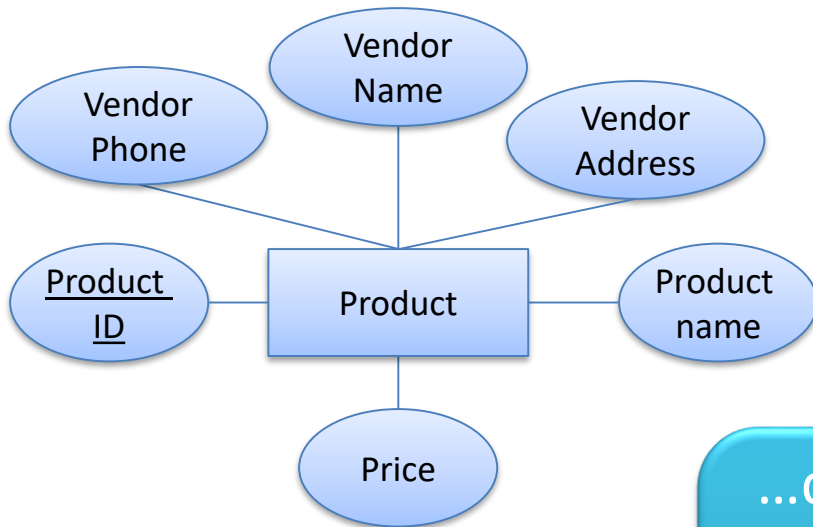 Vendor
Name
Vendor
Phone
Vendor
Address
Product
ID
Product
Product
name
Price